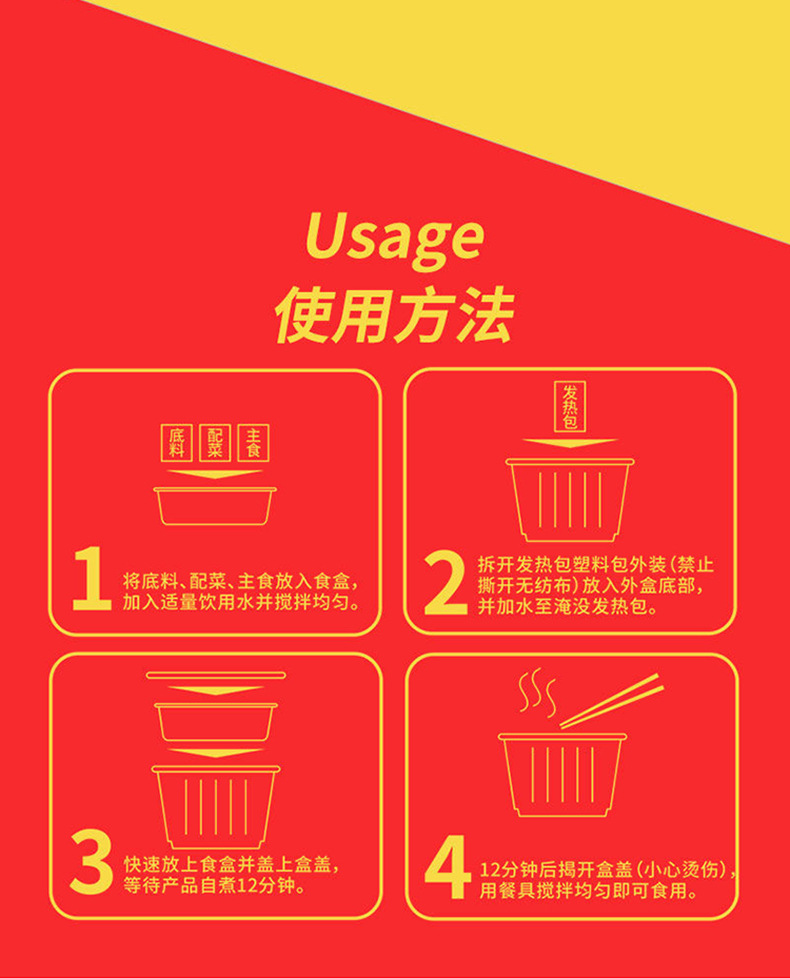 Usage
使用方法
底料
配菜
主食
1
将底料、配菜、主食放入食盒，
加入适量饮用水并搅拌均匀。
发热包
2
拆开发热包塑料包外装（禁止
撕开无纺布）放入外盒底部，
并加水至淹没发热包。
3
快速放上食盒并盖上盒盖，
等待产品自煮12分钟。
4
12分钟后揭开盒盖（小心烫伤），
用餐具搅拌均匀即可食用。